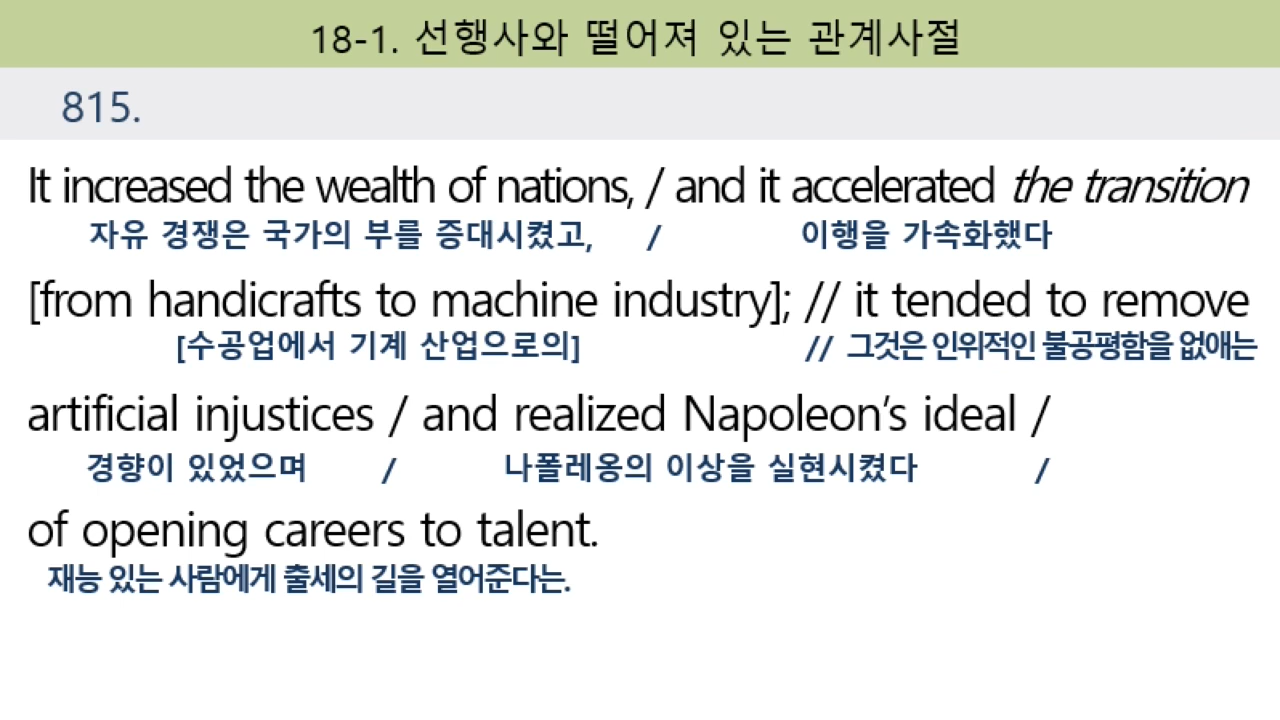 18-1. 선행사와 떨어져 있는 관계사절
815.
It increased the wealth of nations, / and it accelerated the transition
자유 경쟁은 국가의 부를 증대시켰고, / 이행을 가속화했다
[from handicrafts to machine industry]; // it tended to remove
[수공업에서 기계 산업으로의] // 그것은 인위적인 불공평함을 없애는
artificial injustices / and realized Napoleon’s ideal /
경향이 있었으며 / 나폴레옹의 이상을 실현시켰다 /
of opening careers to talent.
재능 있는 사람에게 출세의 길을 열어준다는.